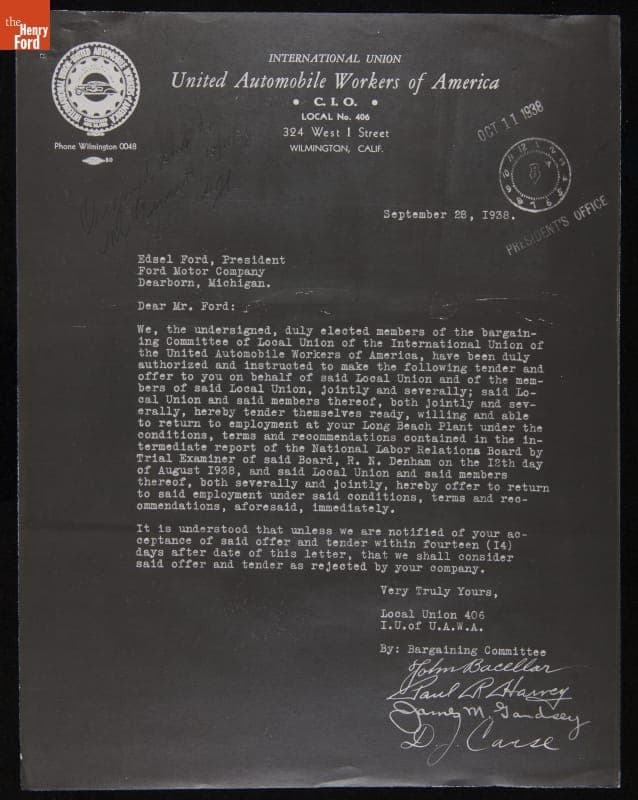 the
Henry
Ford
INTERNATIONAL UNION
United Automobile Workers of America
• C.I.O. •
LOCAL No. 406
324 West I Street
WILMINGTON, CALIF.
Phone Wilmington 0048
OCT 11 1938
PRESIDENT'S OFFICE
September 28, 1938.
Edsel Ford, President
Ford Motor Company
Dearborn, Michigan.
Dear Mr. Ford:
We, the undersigned, duly elected members of the bargain-
ing Committee of Local Union of the International Union of
the United Automobile Workers of America, have been duly
authorized and instructed to make the following tender and
offer to you on behalf of said Local Union and of the mem-
bers of said Local Union, jointly and severally; said Lo-
cal Union and said members thereof, both jointly and sev-
erally, hereby tender themselves ready, willing and able
to return to employment at your Long Beach Plant under the
conditions, terms and recommendations contained in the in-
termediate report of the National Labor Relations Board by
Trial Examiner of said Board, R. N. Denham on the I2th day
of August I938, and said Local Union and said members
thereof, both severally and jointly, hereby offer to return
to said employment under said conditions, terms and rec-
ommendations, aforesaid, immediately.
It is understood that unless we are notified of your ac-
ceptance of said offer and tender within fourteen (I4)
days after date of this letter, that we shall consider
said offer and tender as rejected by your company.
Very Truly Yours,
Local Union 406
I.U.of U.A.W.A.
By: Bargaining Committee
John Bacellar
Paul R Harvey
James M. Gandsey
D. J. Carse